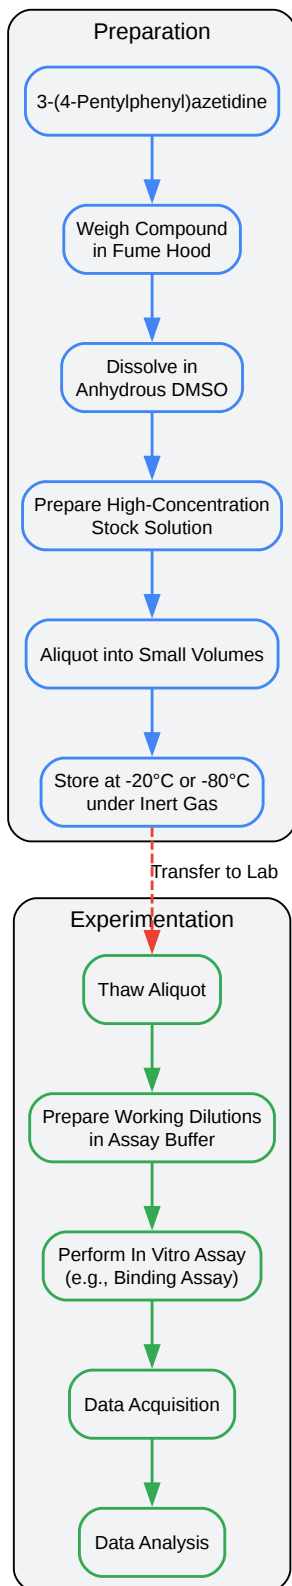 Preparation
3-(4-Pentylphenyl)azetidine
Weigh Compound
in Fume Hood
Dissolve in
Anhydrous DMSO
Prepare High-Concentration
Stock Solution
Aliquot into Small Volumes
Store at -20°C or -80°C
under Inert Gas
Transfer to Lab
Experimentation
Thaw Aliquot
Prepare Working Dilutions
in Assay Buffer
Perform In Vitro Assay
(e.g., Binding Assay)
Data Acquisition
Data Analysis